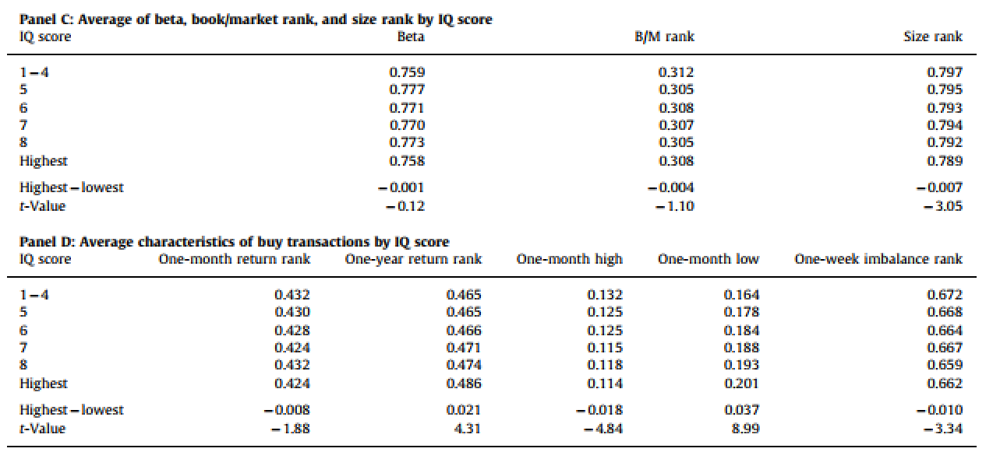 Panel C: Average of beta, book/market rank, and size rank by IQ score
IQ score Beta B/M rank Size rank
1–4 0.759 0.312 0.797
5 0.777 0.305 0.795
6 0.771 0.308 0.793
7 0.770 0.307 0.794
8 0.773 0.305 0.792
Highest 0.758 0.308 0.789
Highest–lowest −0.001 −0.004 −0.007
t-Value −0.12 −1.10 −3.05
Panel D: Average characteristics of buy transactions by IQ score
IQ score One-month return rank One-year return rank One-month high One-month low One-week imbalance rank
1–4 0.432 0.465 0.132 0.164 0.672
5 0.430 0.465 0.125 0.178 0.668
6 0.428 0.466 0.125 0.184 0.664
7 0.424 0.471 0.115 0.188 0.667
8 0.432 0.474 0.118 0.193 0.659
Highest 0.424 0.486 0.114 0.201 0.662
Highest–lowest −0.008 0.021 −0.018 0.037 −0.010
t-Value −1.88 4.31 −4.84 8.99 −3.34